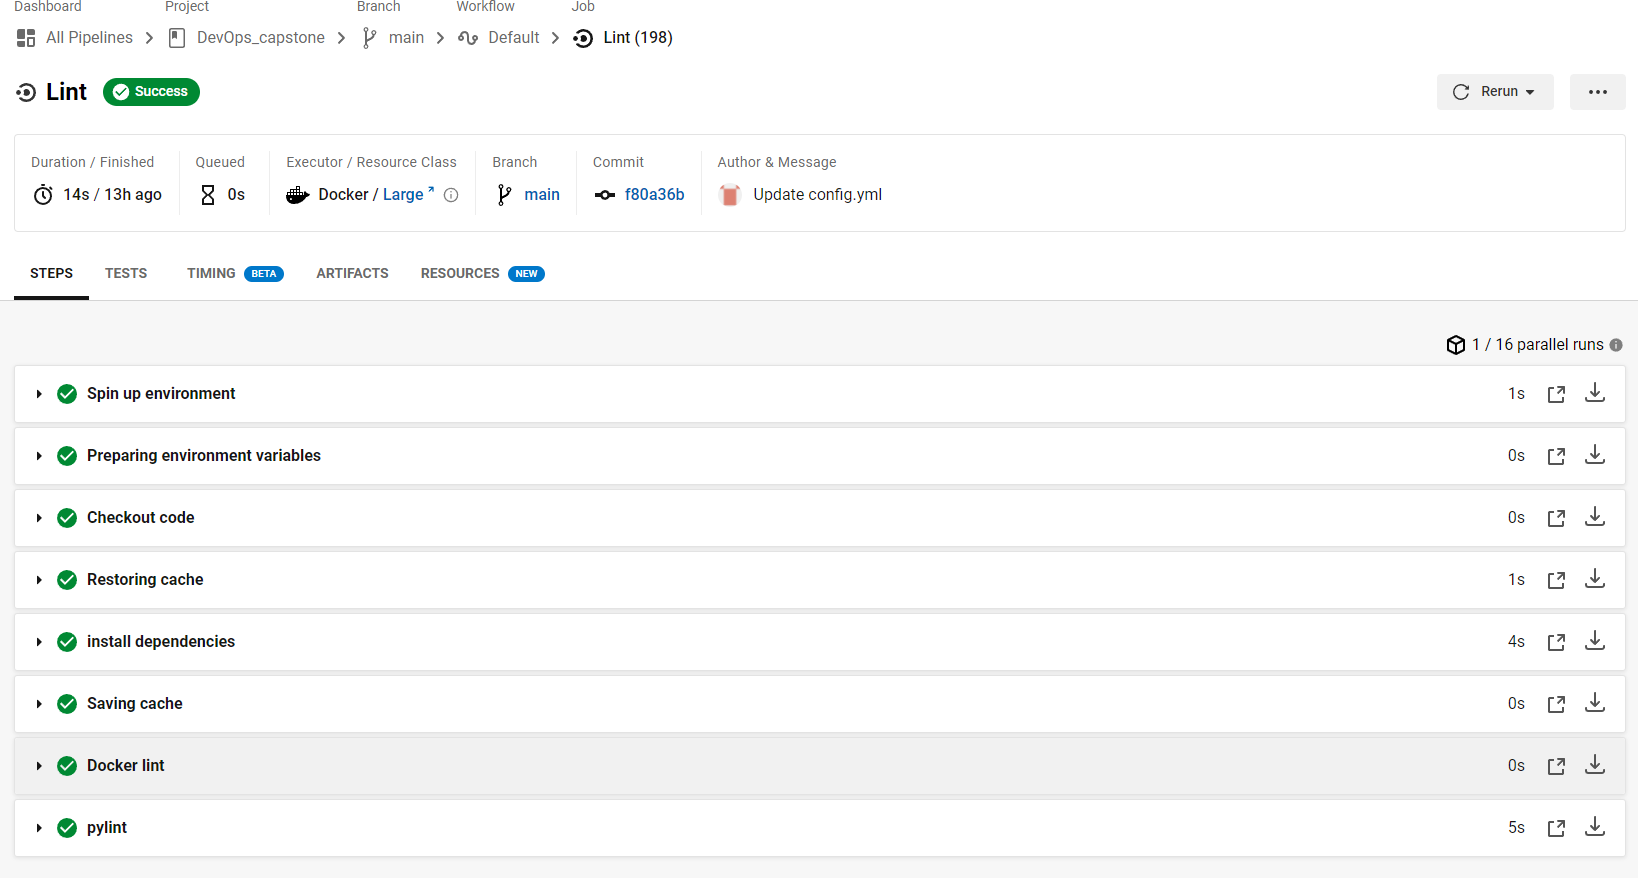 Dashboard Project Branch Workflow Job
All Pipelines DevOps_capstone main Default Lint (198)
Lint Success Rerun
Duration / Finished Queued Executor / Resource Class Branch Commit Author & Message
14s / 13h ago 0s Docker / Large main f80a36b Update config.yml
STEPS TESTS TIMING BETA ARTIFACTS RESOURCES NEW
1 / 16 parallel runs
Spin up environment 1s
Preparing environment variables 0s
Checkout code 0s
Restoring cache 1s
install dependencies 4s
Saving cache 0s
Docker lint 0s
pylint 5s